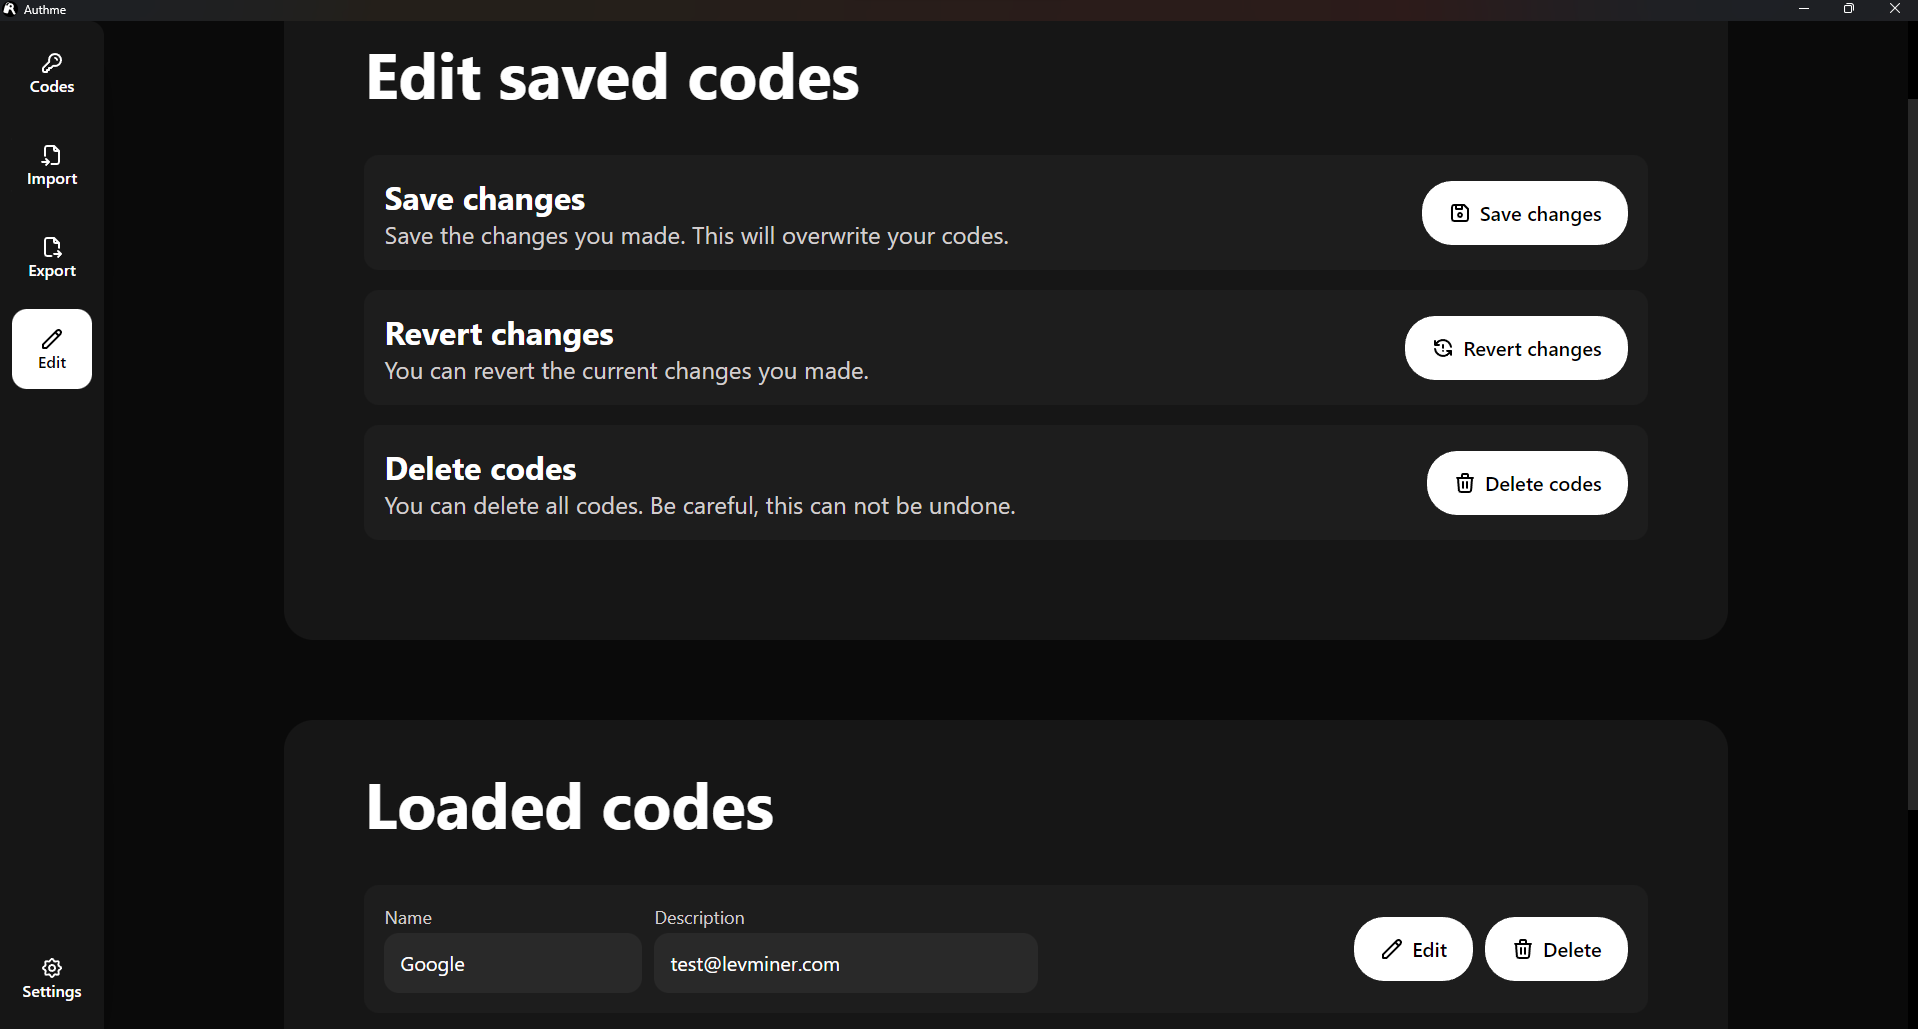 Authme
Codes
Import
Export
Edit
Settings
Edit saved codes
Save changes
Save the changes you made. This will overwrite your codes.
Save changes
Revert changes
You can revert the current changes you made.
Revert changes
Delete codes
You can delete all codes. Be careful, this can not be undone.
Delete codes
Loaded codes
Name
Description
Google
test@levminer.com
Edit
Delete